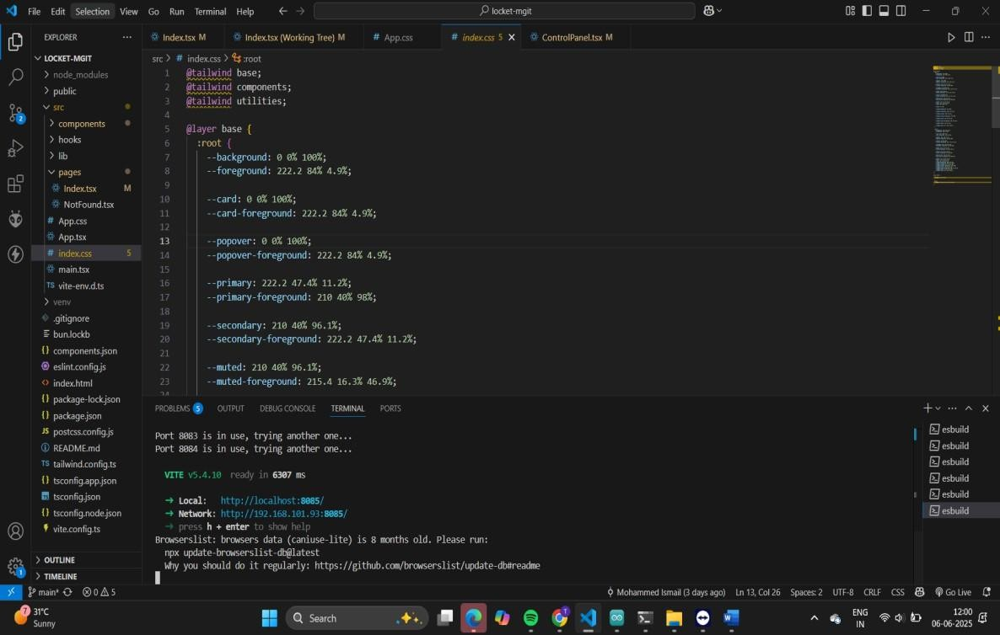 File Edit Selection View Go Run Terminal Help
locket-mgit
EXPLORER
LOCKET-MGIT
node_modules
public
src
components
hooks
lib
pages
Index.tsx M
NotFound.tsx
App.css
App.tsx
index.css 5
main.tsx
TS vite-env.d.ts
venv
.gitignore
bun.lockb
components.json
eslint.config.js
index.html
package-lock.json
package.json
JS postcss.config.js
README.md
TS tailwind.config.ts
tsconfig.app.json
tsconfig.json
tsconfig.node.json
vite.config.ts
OUTLINE
TIMELINE
Index.tsx M
Index.tsx (Working Tree) M
App.css
index.css 5
ControlPanel.tsx M
src > # index.css > :root
1 @tailwind base;
2 @tailwind components;
3 @tailwind utilities;
4
5 @layer base {
6 :root {
7 --background: 0 0% 100%;
8 --foreground: 222.2 84% 4.9%;
9
10 --card: 0 0% 100%;
11 --card-foreground: 222.2 84% 4.9%;
12
13 --popover: 0 0% 100%;
14 --popover-foreground: 222.2 84% 4.9%;
15
16 --primary: 222.2 47.4% 11.2%;
17 --primary-foreground: 210 40% 98%;
18
19 --secondary: 210 40% 96.1%;
20 --secondary-foreground: 222.2 47.4% 11.2%;
21
22 --muted: 210 40% 96.1%;
23 --muted-foreground: 215.4 16.3% 46.9%;
24
PROBLEMS 5 OUTPUT DEBUG CONSOLE TERMINAL PORTS
Port 8083 is in use, trying another one...
Port 8084 is in use, trying another one...
VITE v5.4.10 ready in 6307 ms
➜ Local: http://localhost:8085/
➜ Network: http://192.168.101.93:8085/
➜ press h + enter to show help
Browserslist: browsers data (caniuse-lite) is 8 months old. Please run:
npx update-browserslist-db@latest
Why you should do it regularly: https://github.com/browserslist/update-db#readme
esbuild
esbuild
esbuild
esbuild
esbuild
esbuild
main* 0 5
Mohammed Ismail (3 days ago) Ln 13, Col 26 Spaces: 2 UTF-8 CRLF CSS Go Live
31°C
Sunny
Search
ENG
IN
12:00
06-06-2025